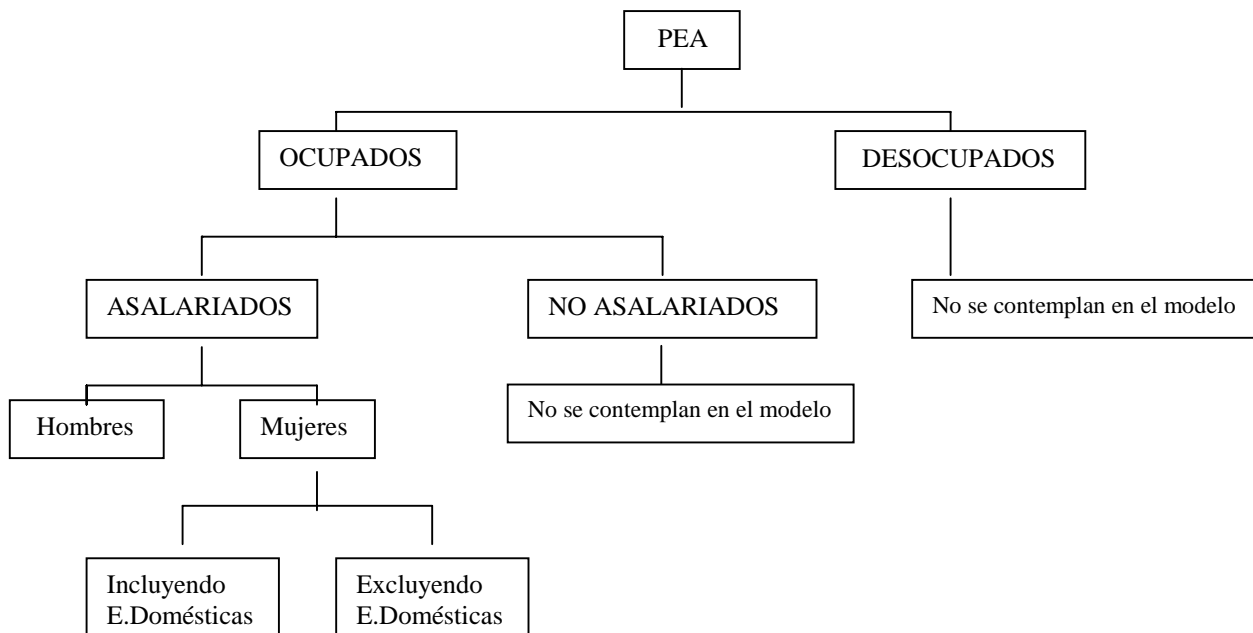 PEA
OCUPADOS
DESOCUPADOS
ASALARIADOS
NO ASALARIADOS
No se contemplan en el modelo
Hombres
Mujeres
No se contemplan en el modelo
Incluyendo
E.Domésticas
Excluyendo
E.Domésticas